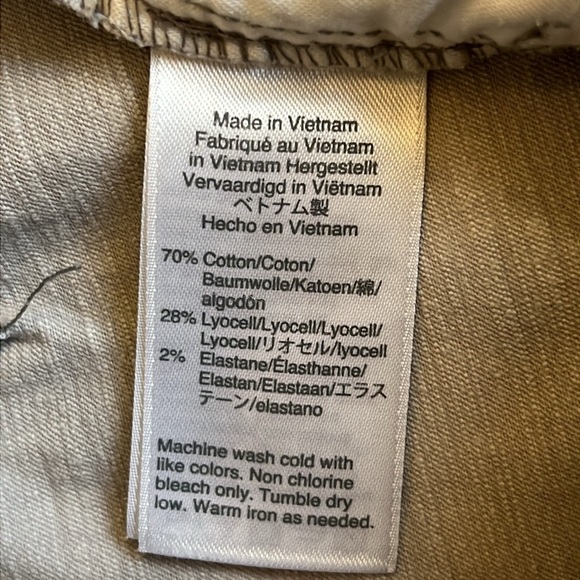 Made in Vietnam
Fabriqué au Vietnam
in Vietnam Hergestellt
Vervaardigd in Viëtnam
ベトナム製
Hecho en Vietnam
70% Cotton/Coton/
Baumwolle/Katoen/綿/
algodón
28% Lyocell/Lyocell/Lyocell/
Lyocell/リオセル/lyocell
2% Elastane/Élasthanne/
Elastan/Elastaan/エラス
テーン/elastano
Machine wash cold with
like colors. Non chlorine
bleach only. Tumble dry
low. Warm iron as needed.